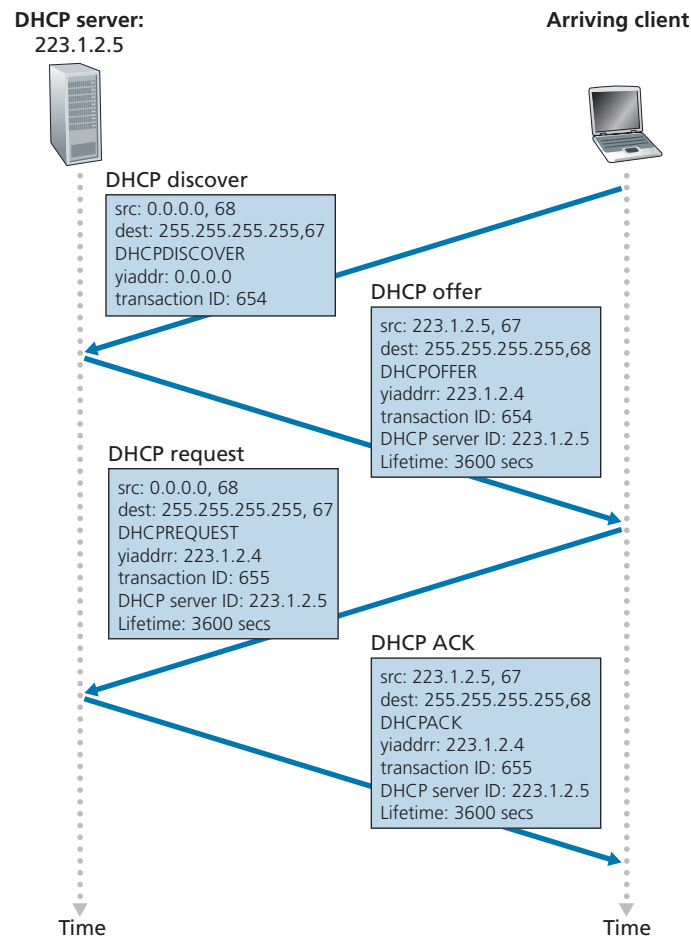 DHCP server:
223.1.2.5
Arriving client
DHCP discover
src: 0.0.0.0, 68
dest: 255.255.255.255,67
DHCPDISCOVER
yiaddr: 0.0.0.0
transaction ID: 654
DHCP offer
src: 223.1.2.5, 67
dest: 255.255.255.255,68
DHCPOFFER
yiaddrr: 223.1.2.4
transaction ID: 654
DHCP server ID: 223.1.2.5
Lifetime: 3600 secs
DHCP request
src: 0.0.0.0, 68
dest: 255.255.255.255, 67
DHCPREQUEST
yiaddrr: 223.1.2.4
transaction ID: 655
DHCP server ID: 223.1.2.5
Lifetime: 3600 secs
DHCP ACK
src: 223.1.2.5, 67
dest: 255.255.255.255,68
DHCPACK
yiaddrr: 223.1.2.4
transaction ID: 655
DHCP server ID: 223.1.2.5
Lifetime: 3600 secs
Time
Time